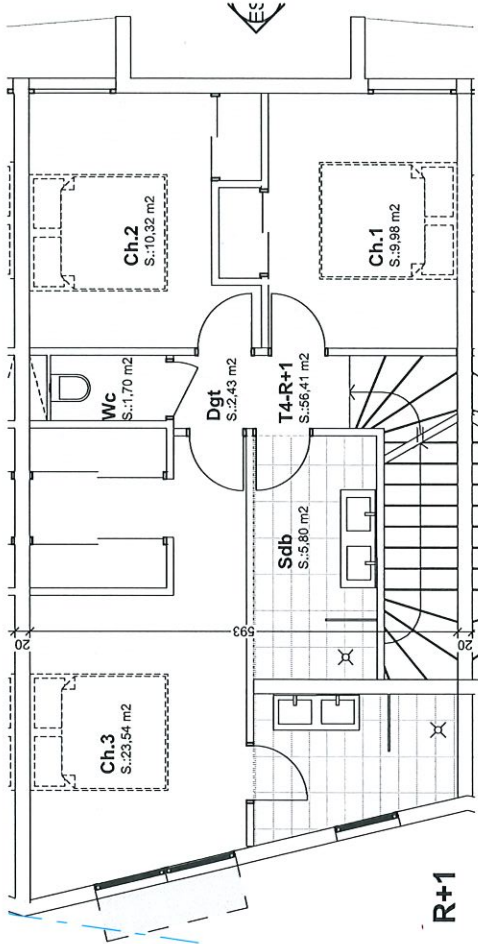 ES
Ch.2
S.:10,32 m2
Ch.1
S.:9,98 m2
Wc
S.:1,70 m2
Dgt
S.:2,43 m2
T4-R+1
S.:56,41 m2
Sdb
S.:5,80 m2
20
593
20
Ch.3
S.:23,54 m2
R+1